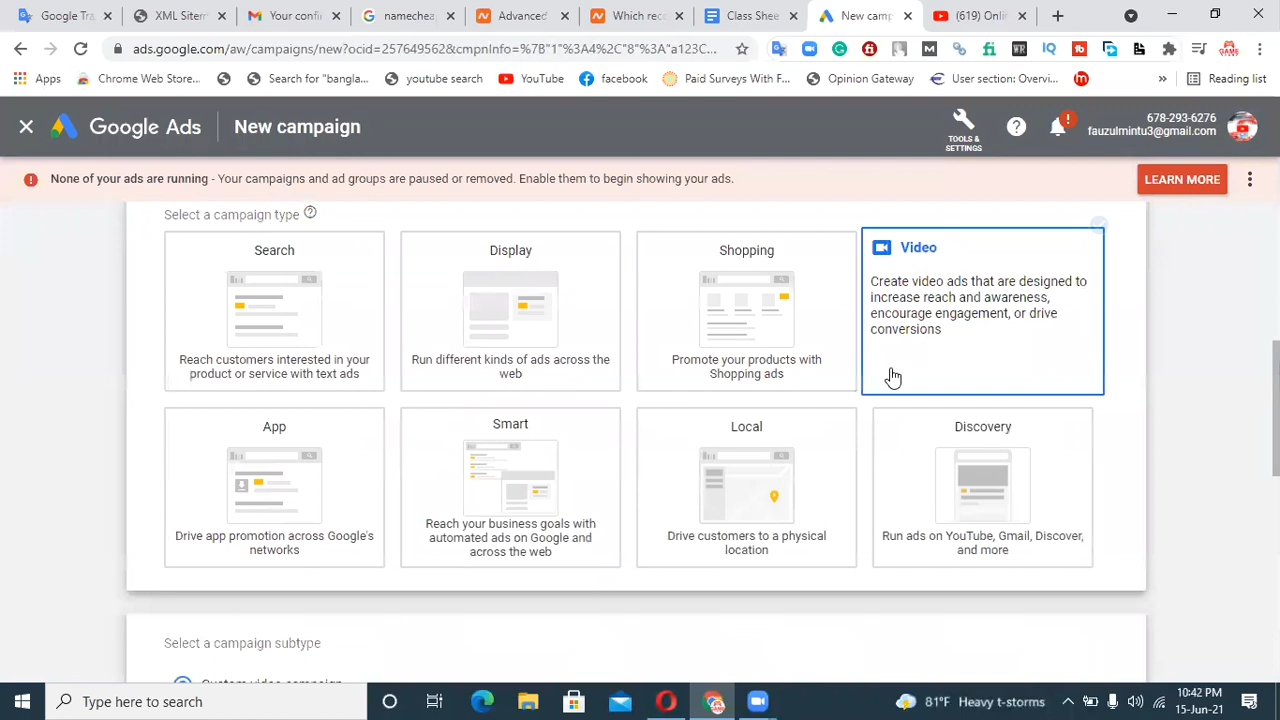 Google Tra
XML Sitem
Your confi
namechea
Advanced
Which reco
Class Shee
New camp
(619) Onlin
ads.google.com/aw/campaigns/new?ocid=257649562&cmpnInfo=%7B"1"%3A4%2C"8"%3A"a123C...
Apps
Chrome Web Store...
Search for "bangla...
youtube search
YouTube
facebook
Paid Surveys With F...
Opinion Gateway
User section: Overvi...
»
Reading list
Google Ads
New campaign
TOOLS &
SETTINGS
678-293-6276
fauzulmintu3@gmail.com
None of your ads are running - Your campaigns and ad groups are paused or removed. Enable them to begin showing your ads.
LEARN MORE
Select a campaign type
Search
Reach customers interested in your
product or service with text ads
Display
Run different kinds of ads across the
web
Shopping
Promote your products with
Shopping ads
Video
Create video ads that are designed to
increase reach and awareness,
encourage engagement, or drive
conversions
App
Drive app promotion across Google's
networks
Smart
Reach your business goals with
automated ads on Google and
across the web
Local
Drive customers to a physical
location
Discovery
Run ads on YouTube, Gmail, Discover,
and more
Select a campaign subtype
Custom video campaign
Type here to search
81°F Heavy t-storms
10:42 PM
15-Jun-21